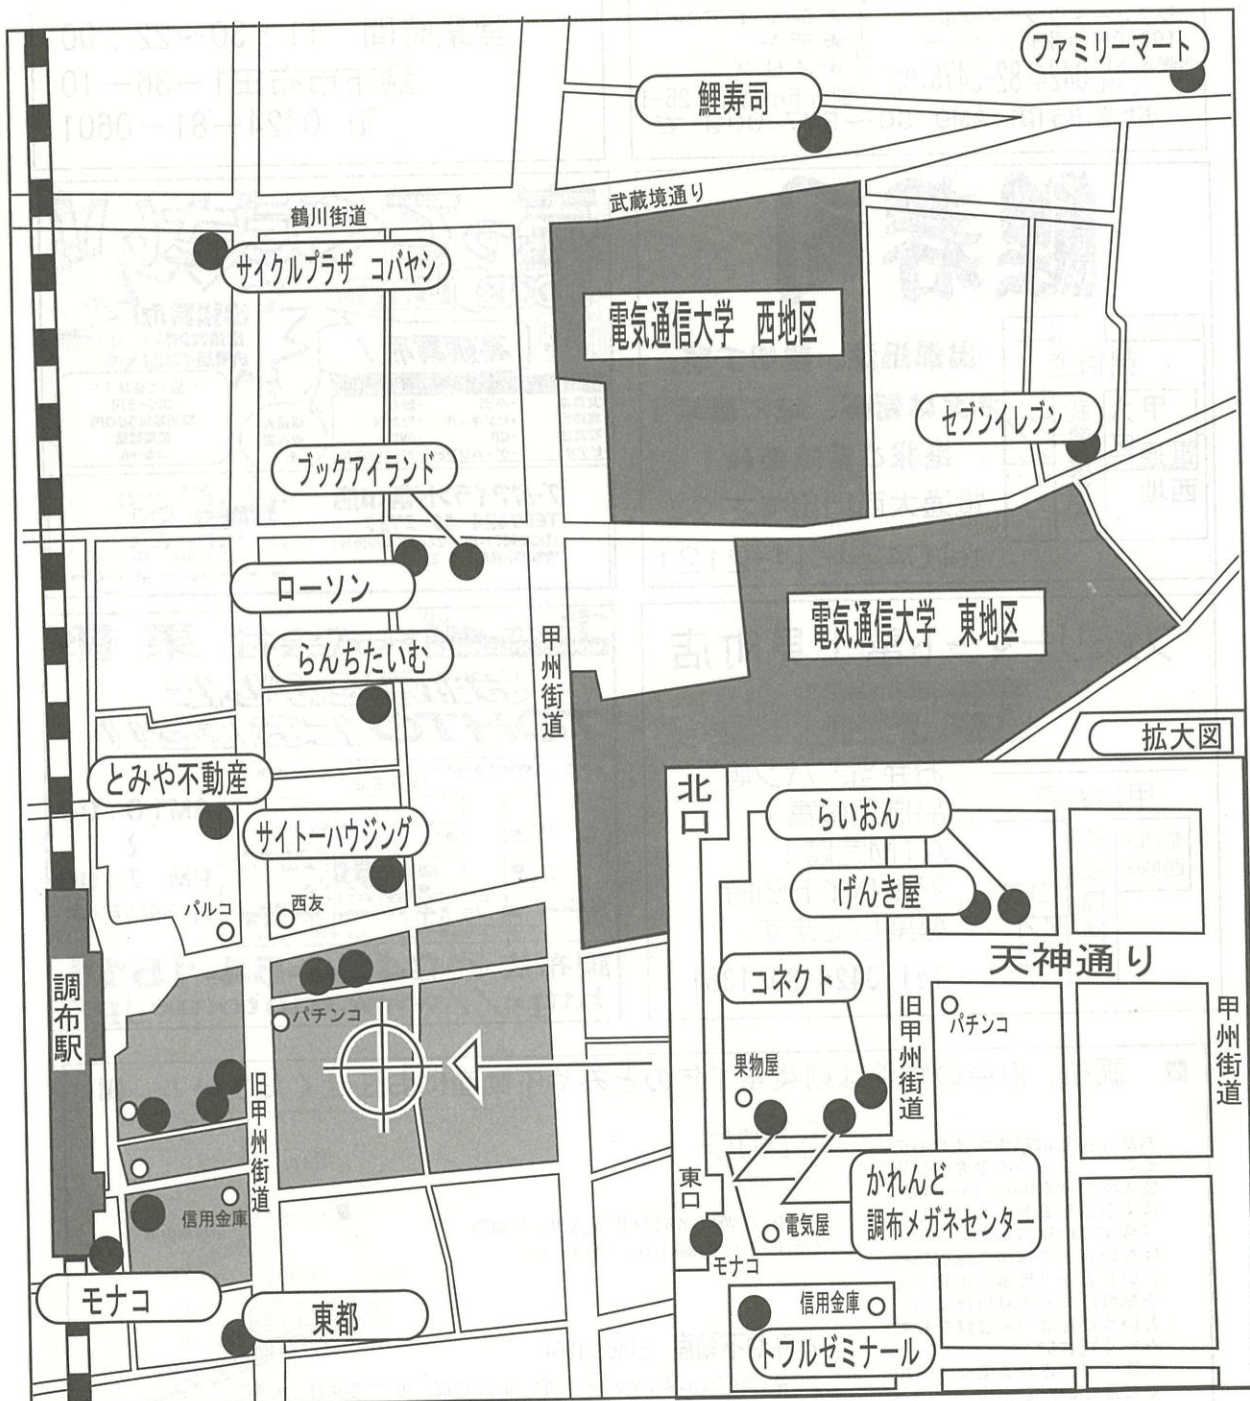 ファミリーマート
鯉寿司
武蔵境通り
鶴川街道
サイクルプラザ コバヤシ
電気通信大学 西地区
セブンイレブン
ブックアイランド
ローソン
電気通信大学 東地区
らんちたいむ
甲州街道
とみや不動産
サイトーハウジング
パルコ
西友
調布駅
パチンコ
旧甲州街道
信用金庫
モナコ
東都
拡大図
北口
らいおん
げんき屋
天神通り
コネクト
旧甲州街道
パチンコ
甲州街道
果物屋
東口
かれんど
調布メガネセンター
電気屋
モナコ
信用金庫
トフルゼミナール